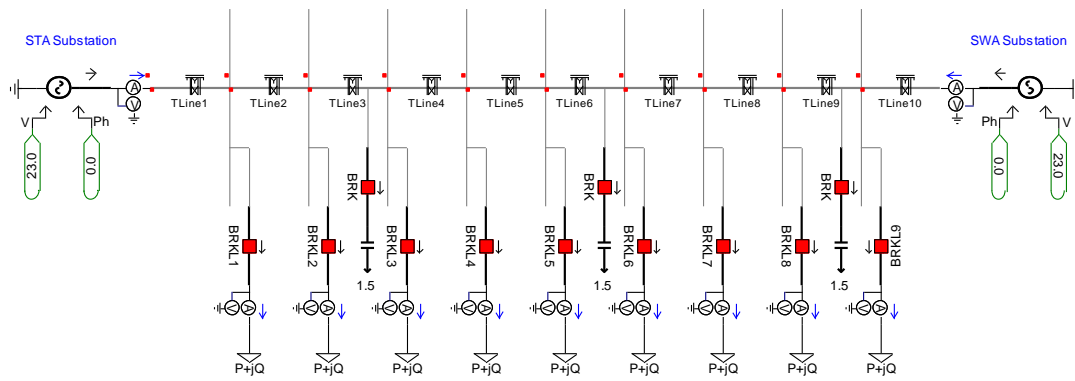 STA Substation
SWA Substation
A
A
V
V
TLine1
TLine2
TLine3
TLine4
TLine5
TLine6
TLine7
TLine8
TLine9
TLine10
V
Ph
Ph
V
23.0
0.0
0.0
23.0
BRK
BRK
BRK
BRKL1
BRKL2
BRKL3
BRKL4
BRKL5
BRKL6
BRKL7
BRKL8
BRKL9
1.5
1.5
1.5
V A
V A
V A
V A
V A
V A
V A
V A
V A
P+jQ
P+jQ
P+jQ
P+jQ
P+jQ
P+jQ
P+jQ
P+jQ
P+jQ